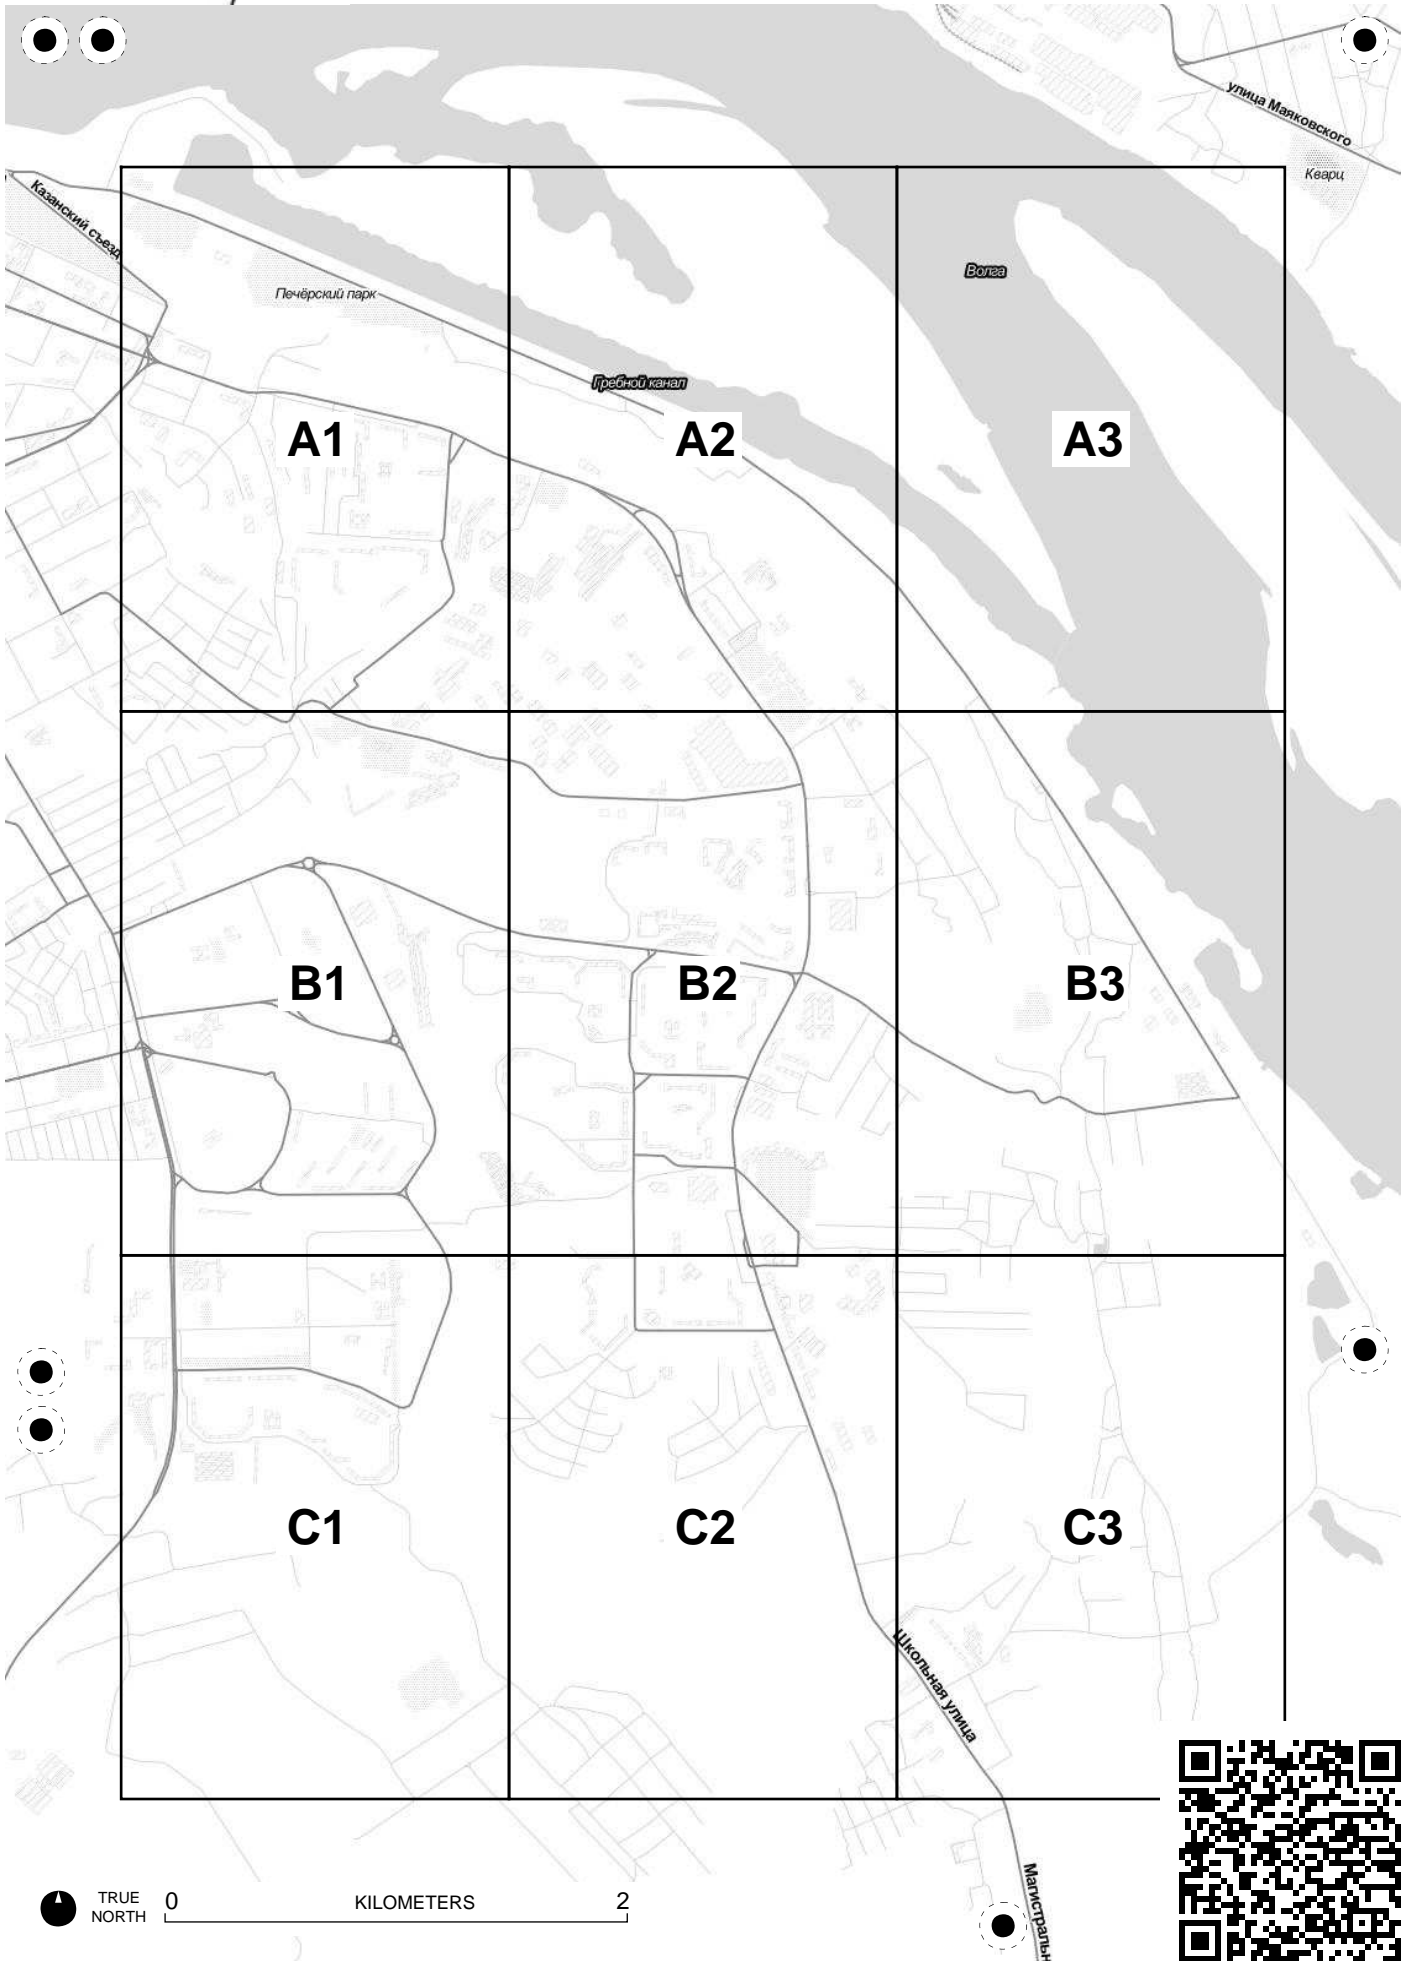 улица Маяковского
Кварц
Казанский съезд
Волга
Печёрский парк
Гребной канал
A1
A2
A3
B1
B2
B3
C1
C2
C3
Школьная улица
Магистральн
TRUE
NORTH
0
KILOMETERS
2